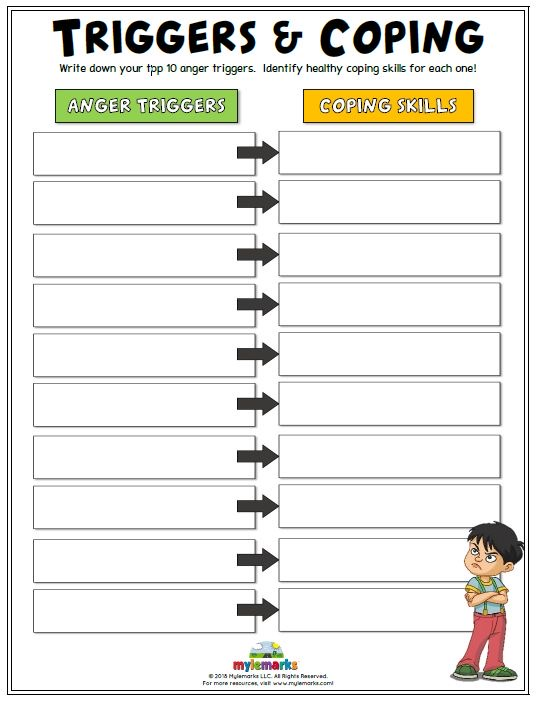 TRIGGERS & COPING
Write down your tpp 10 anger triggers. Identify healthy coping skills for each one!
ANGER TRIGGERS
COPING SKILLS
mylemarks
© 2018 Mylemarks LLC. All Rights Reserved.
For more resources, visit www.mylemarks.com!